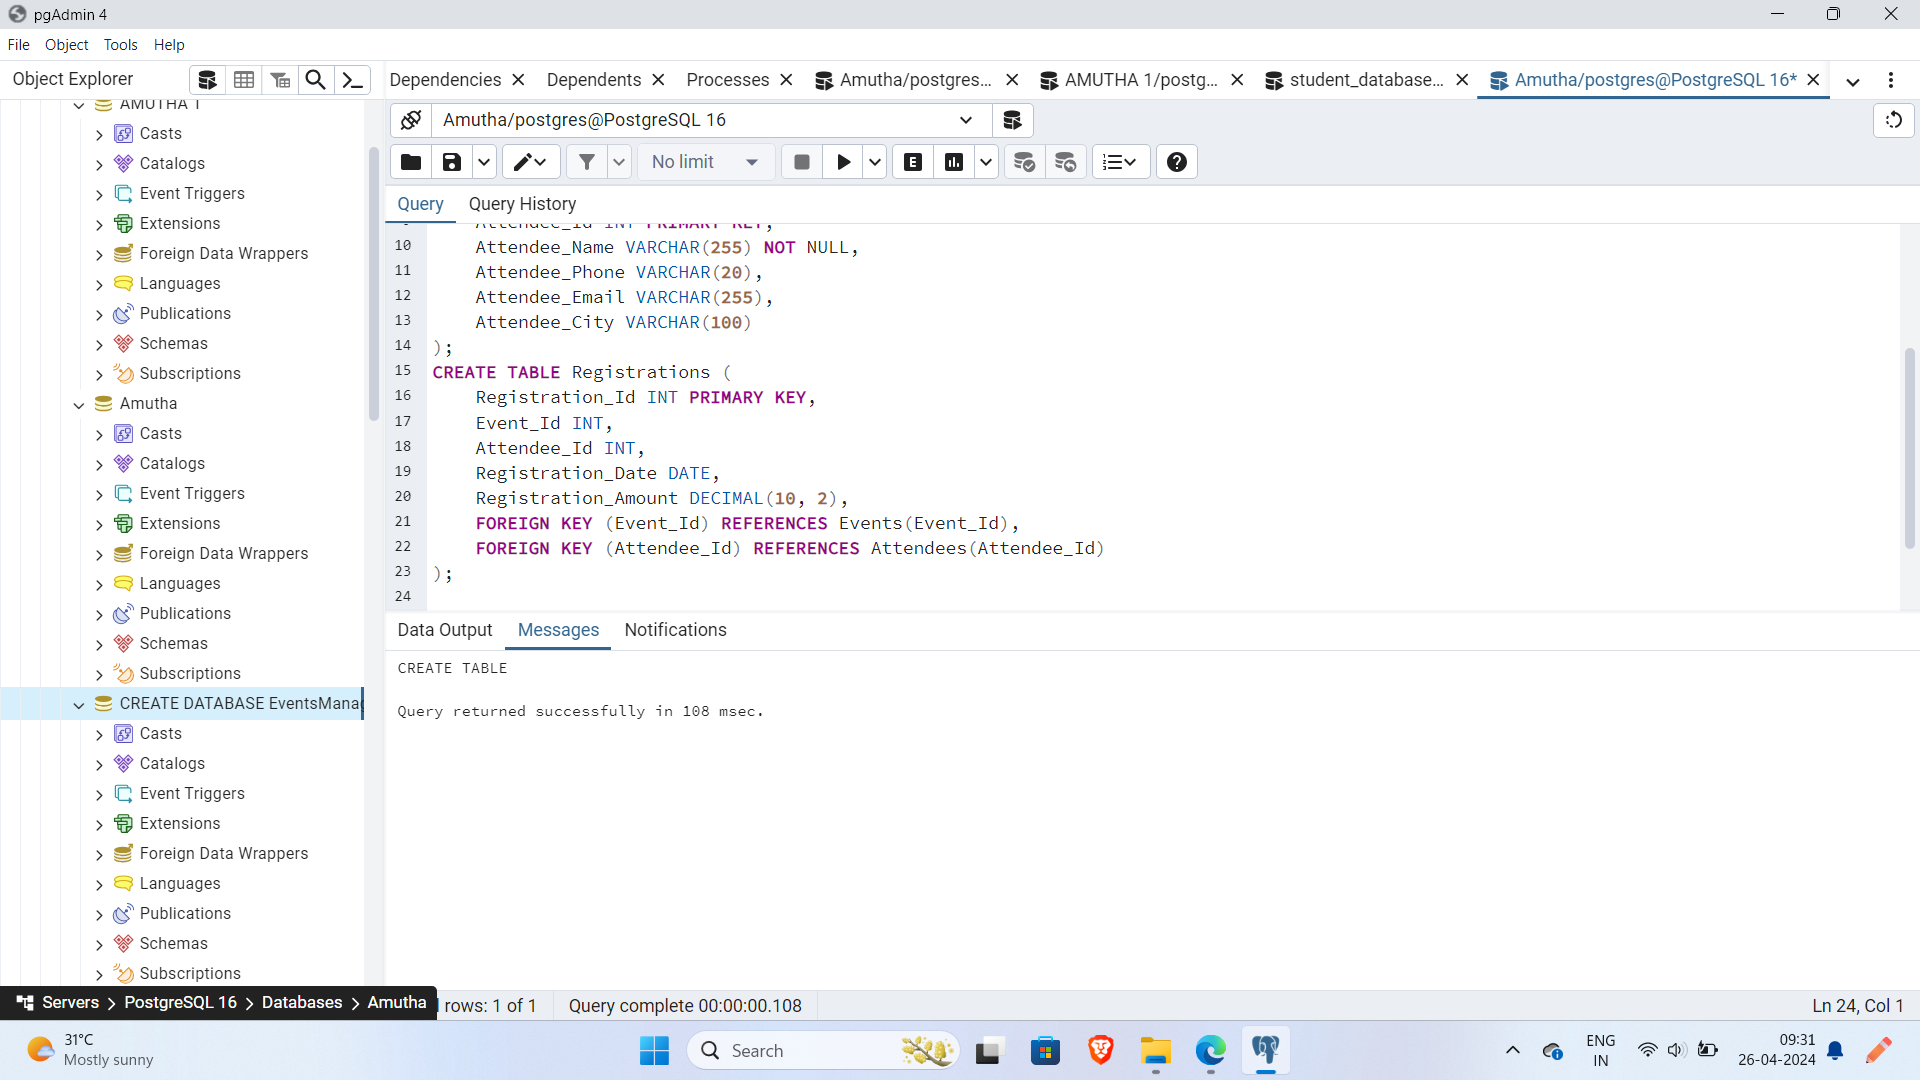 pgAdmin 4
File Object Tools Help
Object Explorer
Dependencies Dependents Processes Amutha/postgres... AMUTHA 1/postg... student_database... Amutha/postgres@PostgreSQL 16*
AMUTHA 1
Casts
Catalogs
Event Triggers
Extensions
Foreign Data Wrappers
Languages
Publications
Schemas
Subscriptions
Amutha
Casts
Catalogs
Event Triggers
Extensions
Foreign Data Wrappers
Languages
Publications
Schemas
Subscriptions
CREATE DATABASE EventsManag
Casts
Catalogs
Event Triggers
Extensions
Foreign Data Wrappers
Languages
Publications
Schemas
Subscriptions
Servers > PostgreSQL 16 > Databases > Amutha
Amutha/postgres@PostgreSQL 16
No limit
E
Query Query History
9 Attendee_Id INT PRIMARY KEY,
10 Attendee_Name VARCHAR(255) NOT NULL,
11 Attendee_Phone VARCHAR(20),
12 Attendee_Email VARCHAR(255),
13 Attendee_City VARCHAR(100)
14 );
15 CREATE TABLE Registrations (
16 Registration_Id INT PRIMARY KEY,
17 Event_Id INT,
18 Attendee_Id INT,
19 Registration_Date DATE,
20 Registration_Amount DECIMAL(10, 2),
21 FOREIGN KEY (Event_Id) REFERENCES Events(Event_Id),
22 FOREIGN KEY (Attendee_Id) REFERENCES Attendees(Attendee_Id)
23 );
24
Data Output Messages Notifications
CREATE TABLE
Query returned successfully in 108 msec.
rows: 1 of 1 Query complete 00:00:00.108 Ln 24, Col 1
31°C
Mostly sunny
Search
ENG
IN
09:31
26-04-2024